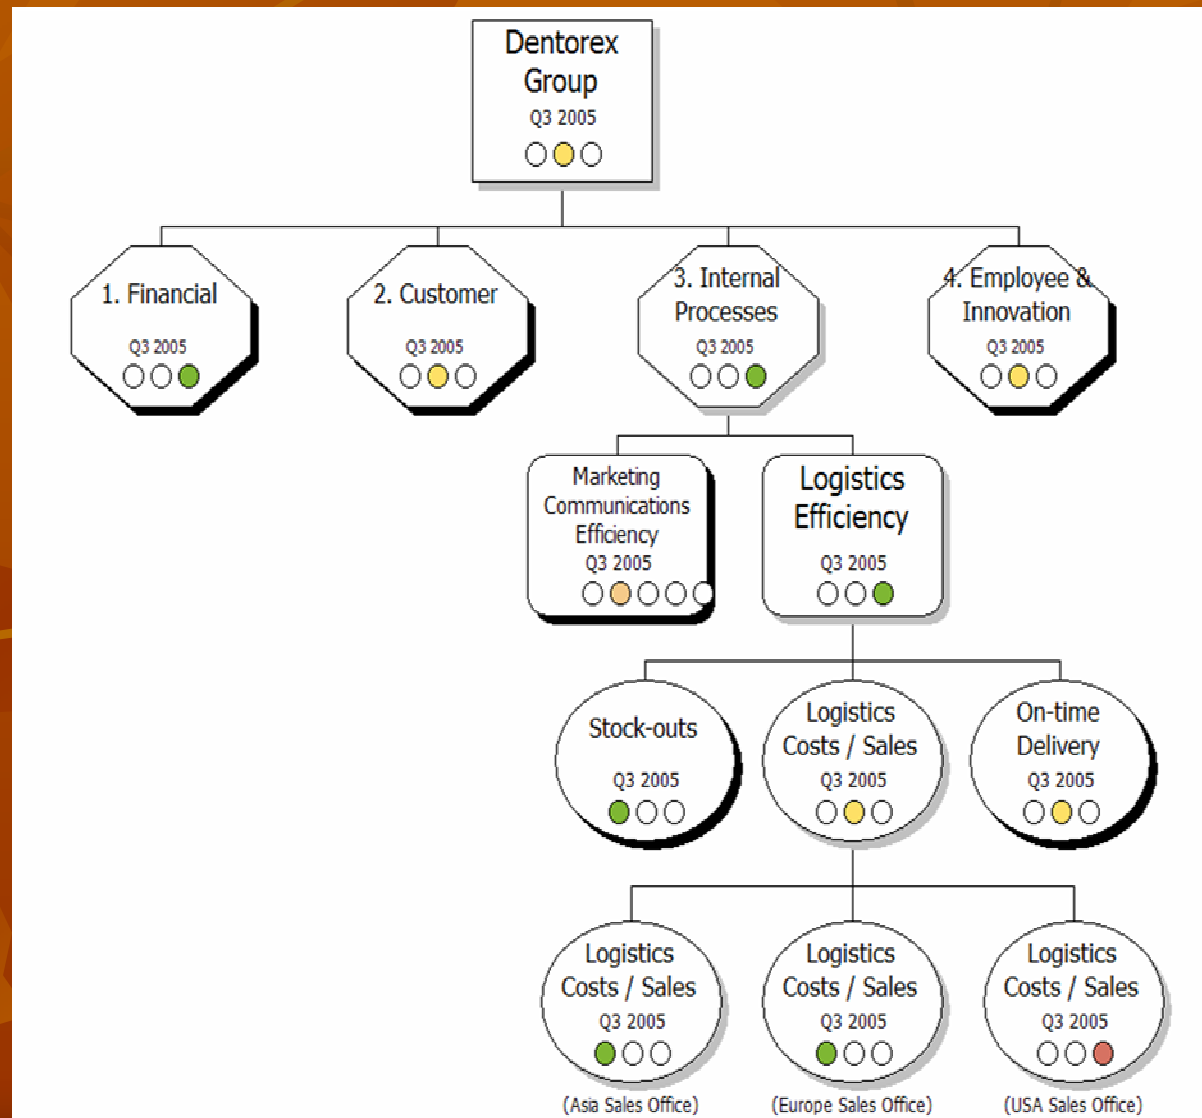 Dentorex
Group
Q3 2005
1. Financial
Q3 2005
2. Customer
Q3 2005
3. Internal
Processes
Q3 2005
4. Employee &
Innovation
Q3 2005
Marketing
Communications
Efficiency
Q3 2005
Logistics
Efficiency
Q3 2005
Stock-outs
Q3 2005
Logistics
Costs / Sales
Q3 2005
On-time
Delivery
Q3 2005
Logistics
Costs / Sales
Q3 2005
(Asia Sales Office)
Logistics
Costs / Sales
Q3 2005
(Europe Sales Office)
Logistics
Costs / Sales
Q3 2005
(USA Sales Office)